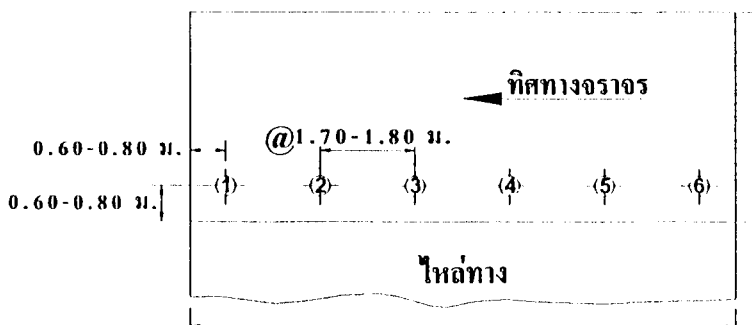 ทิศทางจราจร
@1.70-1.80 ม.
0.60-0.80 ม.
(1) (2) (3) (4) (5) (6)
0.60-0.80 ม.
ไหล่ทาง